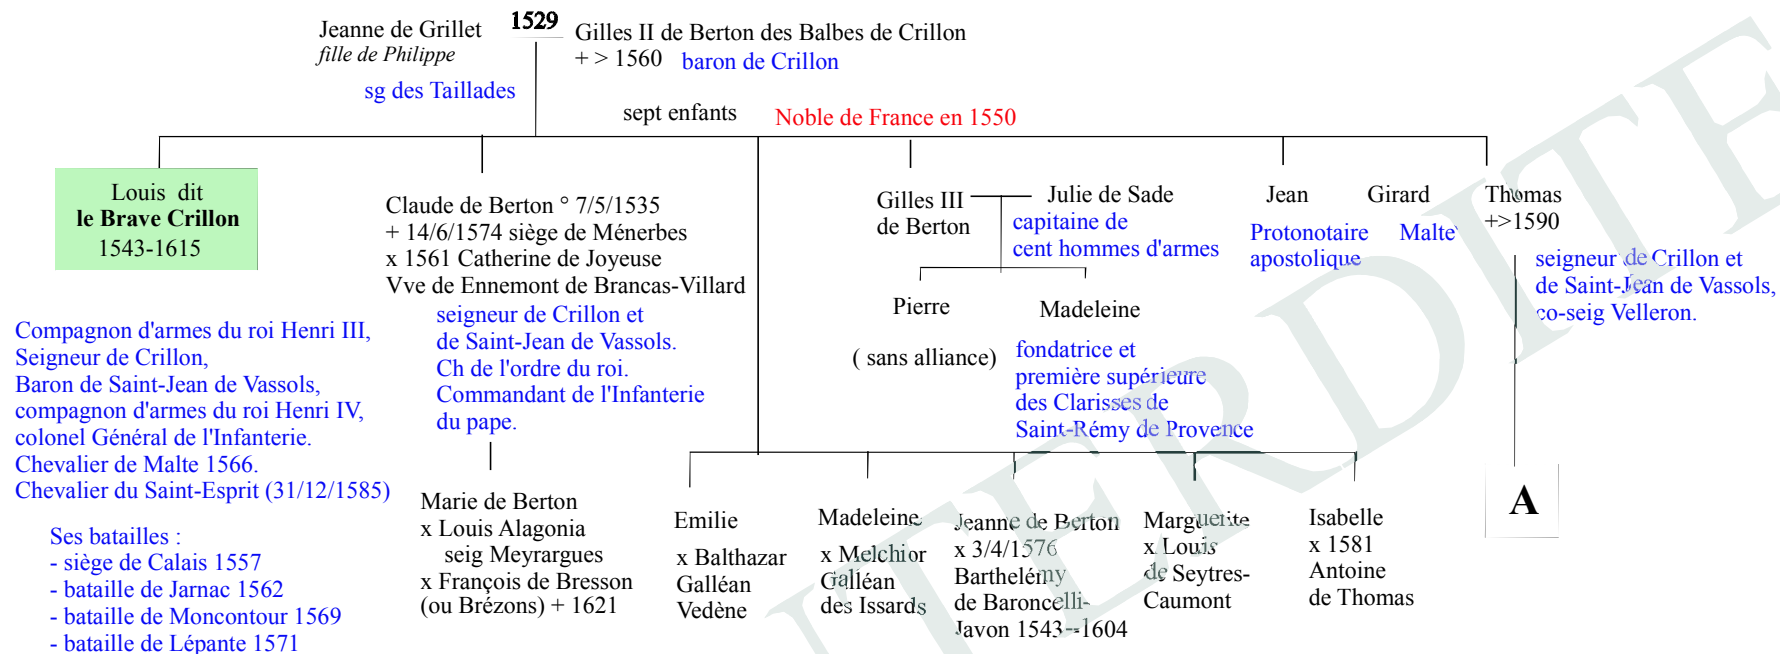 Jeanne de Grillet
fille de Philippe
sg des Taillades
1529
Gilles II de Berton des Balbes de Crillon
+ > 1560 baron de Crillon
sept enfants
Noble de France en 1550
Louis dit
le Brave Crillon
1543-1615
Compagnon d'armes du roi Henri III,
Seigneur de Crillon,
Baron de Saint-Jean de Vassols,
compagnon d'armes du roi Henri IV,
colonel Général de l'Infanterie.
Chevalier de Malte 1566.
Chevalier du Saint-Esprit (31/12/1585)
Ses batailles :
- siège de Calais 1557
- bataille de Jarnac 1562
- bataille de Moncontour 1569
- bataille de Lépante 1571
Claude de Berton ° 7/5/1535
+ 14/6/1574 siège de Ménerbes
x 1561 Catherine de Joyeuse
Vve de Ennemont de Brancas-Villard
seigneur de Crillon et
de Saint-Jean de Vassols.
Ch de l'ordre du roi.
Commandant de l'Infanterie
du pape.
Marie de Berton
x Louis Alagonia
seig Meyrargues
x François de Bresson
(ou Brézons) + 1621
Gilles III
de Berton
Julie de Sade
capitaine de
cent hommes d'armes
Pierre
( sans alliance)
Madeleine
fondatrice et
première supérieure
des Clarisses de
Saint-Rémy de Provence
Jean
Protonotaire
apostolique
Girard
Malte
Thomas
+>1590
seigneur de Crillon et
de Saint-Jean de Vassols,
co-seig Velleron.
A
Emilie
x Balthazar
Galléan
Vedène
Madeleine
x Melchior
Galléan
des Issards
Jeanne de Berton
x 3/4/1576
Barthelémy
de Baroncelli-
Javon 1543--1604
Marguerite
x Louis
de Seytres-
Caumont
Isabelle
x 1581
Antoine
de Thomas
TERDITE